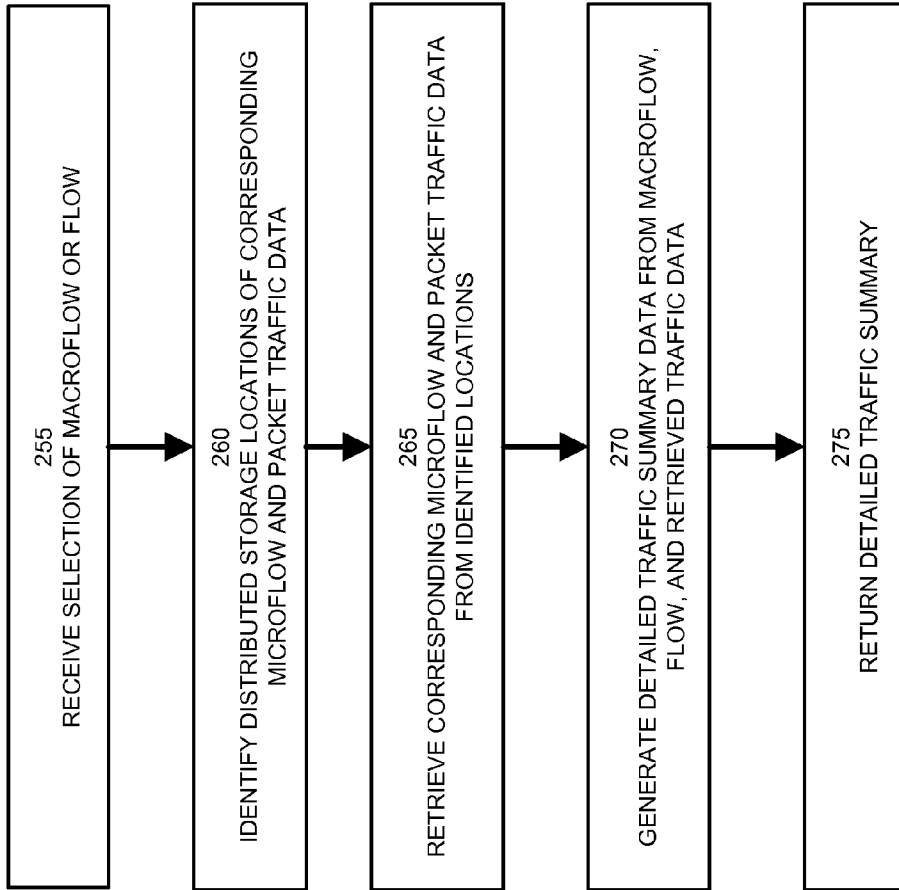 255
RECEIVE SELECTION OF MACROFLOW OR FLOW
260
IDENTIFY DISTRIBUTED STORAGE LOCATIONS OF CORRESPONDING
MICROFLOW AND PACKET TRAFFIC DATA
265
RETRIEVE CORRESPONDING MICROFLOW AND PACKET TRAFFIC DATA
FROM IDENTIFIED LOCATIONS
270
GENERATE DETAILED TRAFFIC SUMMARY DATA FROM MACROFLOW,
FLOW, AND RETRIEVED TRAFFIC DATA
275
RETURN DETAILED TRAFFIC SUMMARY